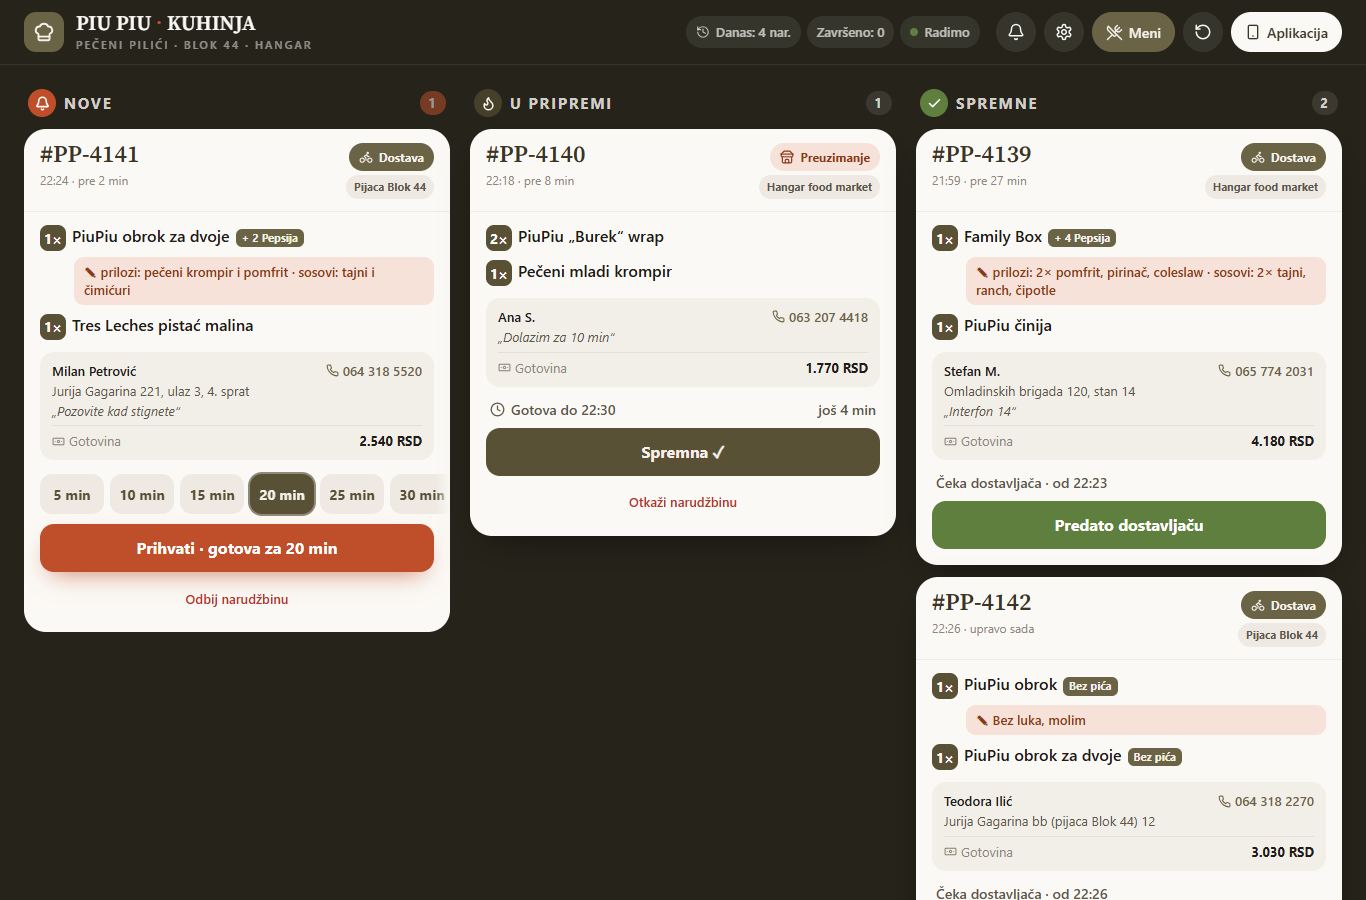 PIU PIU · KUHINJA
PEČENI PILIĆI · BLOK 44 · HANGAR
Danas: 4 nar.
Završeno: 0
Radimo
Meni
Aplikacija
NOVE
1
#PP-4141
Dostava
22:24 · pre 2 min
Pijaca Blok 44
1× PiuPiu obrok za dvoje + 2 Pepsija
prilozi: pečeni krompir i pomfrit · sosovi: tajni i
čimićuri
1× Tres Leches pistać malina
Milan Petrović
064 318 5520
Jurija Gagarina 221, ulaz 3, 4. sprat
„Pozovite kad stignete“
Gotovina
2.540 RSD
5 min
10 min
15 min
20 min
25 min
30 min
Prihvati · gotova za 20 min
Odbij narudžbinu
U PRIPREMI
1
#PP-4140
Preuzimanje
22:18 · pre 8 min
Hangar food market
2× PiuPiu „Burek“ wrap
1× Pečeni mladi krompir
Ana S.
063 207 4418
„Dolazim za 10 min“
Gotovina
1.770 RSD
Gotova do 22:30
još 4 min
Spremna ✓
Otkaži narudžbinu
SPREMNE
2
#PP-4139
Dostava
21:59 · pre 27 min
Hangar food market
1× Family Box + 4 Pepsija
prilozi: 2× pomfrit, pirinač, coleslaw · sosovi: 2× tajni,
ranch, čipotle
1× PiuPiu činija
Stefan M.
065 774 2031
Omladinskih brigada 120, stan 14
„Interfon 14“
Gotovina
4.180 RSD
Čeka dostavljača · od 22:23
Predato dostavljaču
#PP-4142
Dostava
22:26 · upravo sada
Pijaca Blok 44
1× PiuPiu obrok Bez pića
Bez luka, molim
1× PiuPiu obrok za dvoje Bez pića
Teodora Ilić
064 318 2270
Jurija Gagarina bb (pijaca Blok 44) 12
Gotovina
3.030 RSD
Čeka dostavljača · od 22:26